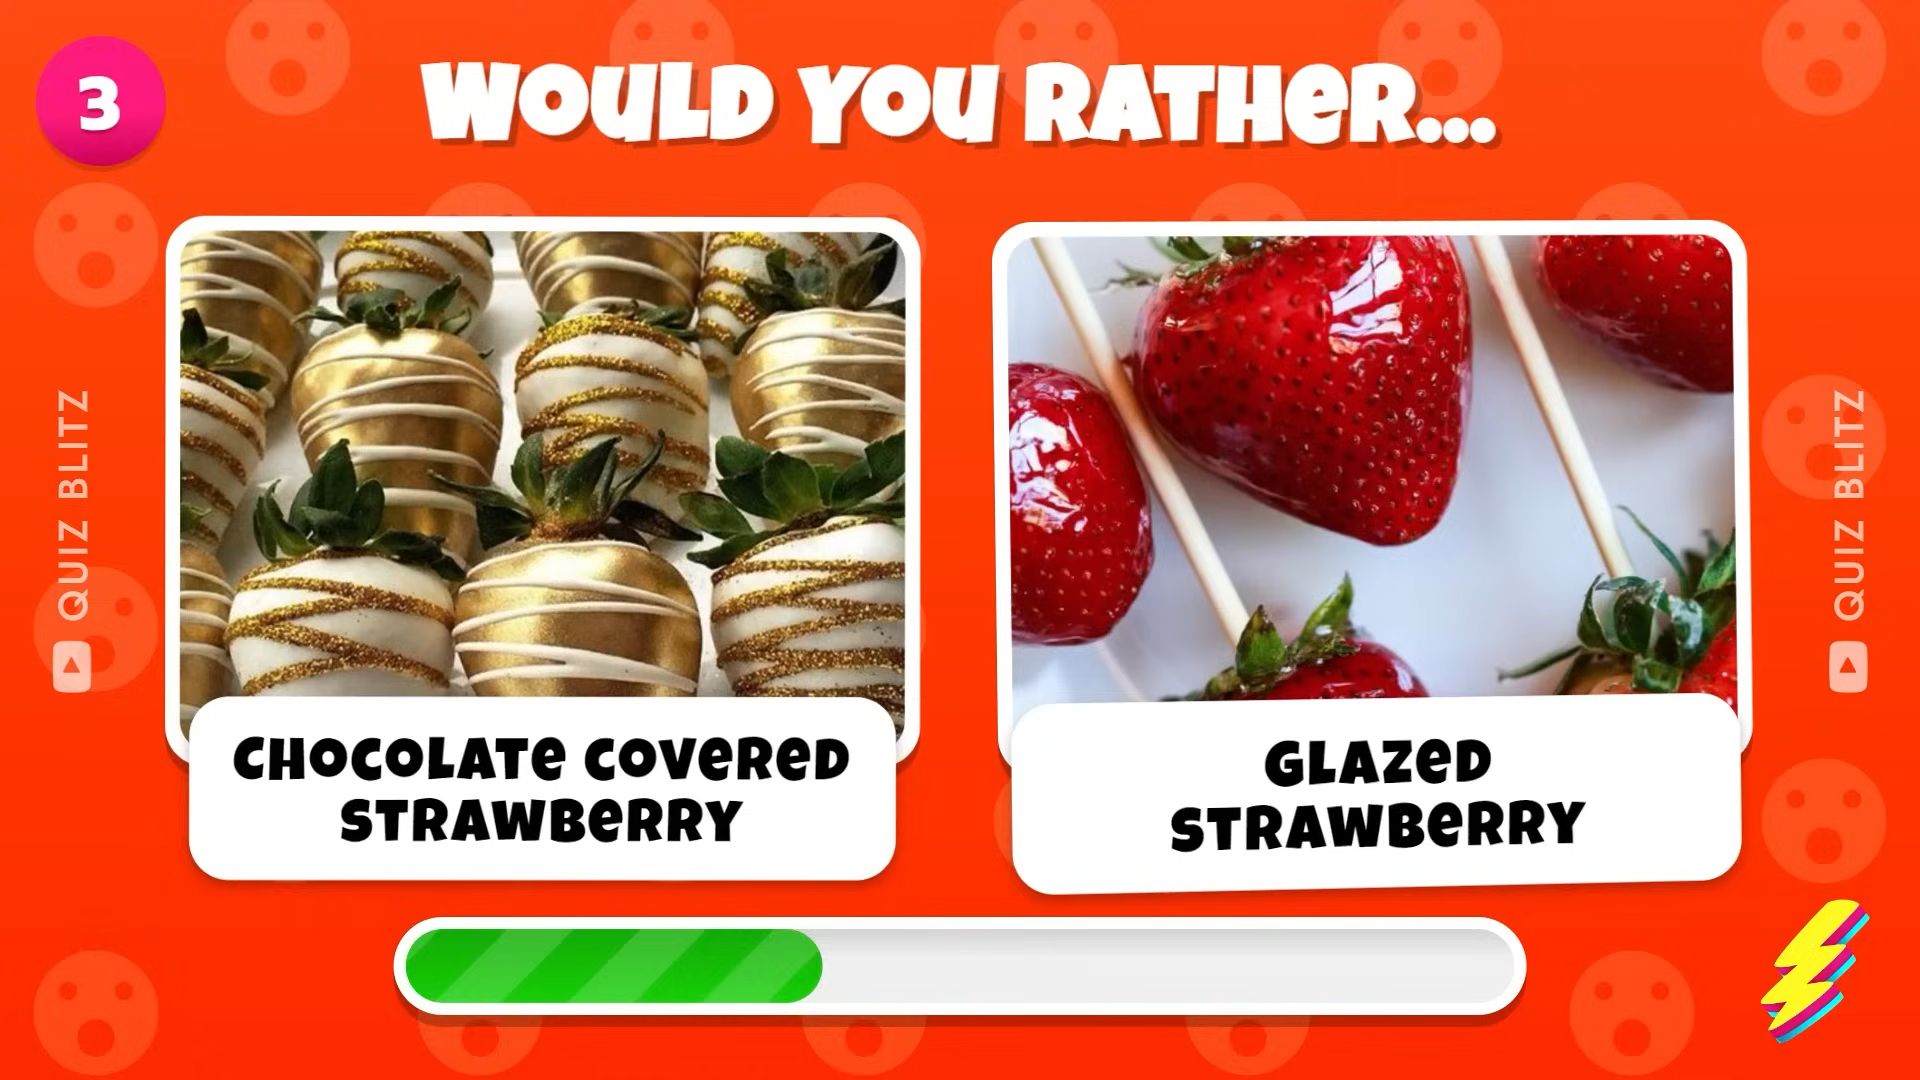 3
WOULD YOU RATHER...
QUIZ BLITZ
QUIZ BLITZ
CHOCOLATE COVERED
STRAWBERRY
GLAZED
STRAWBERRY